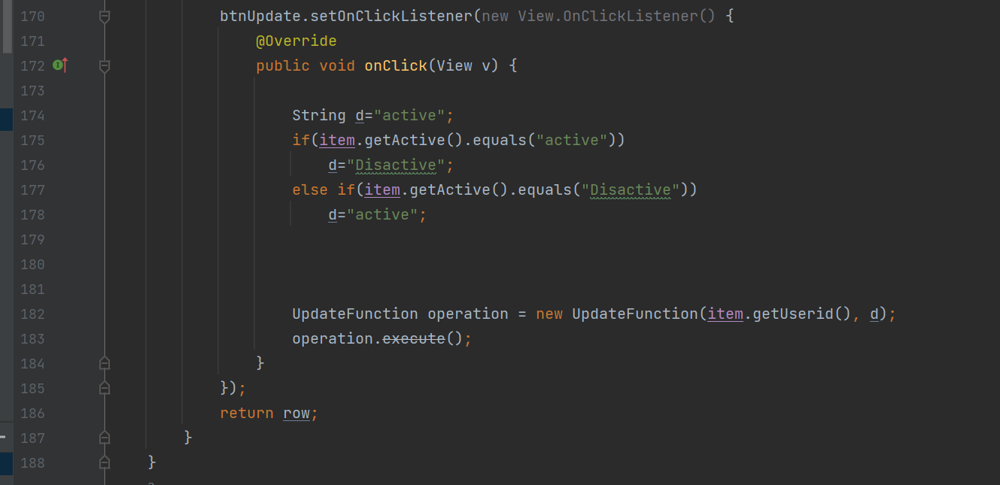 170 btnUpdate.setOnClickListener(new View.OnClickListener() {
171 @Override
172 public void onClick(View v) {
173
174 String d="active";
175 if(item.getActive().equals("active"))
176 d="Disactive";
177 else if(item.getActive().equals("Disactive"))
178 d="active";
179
180
181
182 UpdateFunction operation = new UpdateFunction(item.getUserid(), d);
183 operation.execute();
184 }
185 });
186 return row;
187 }
188 }